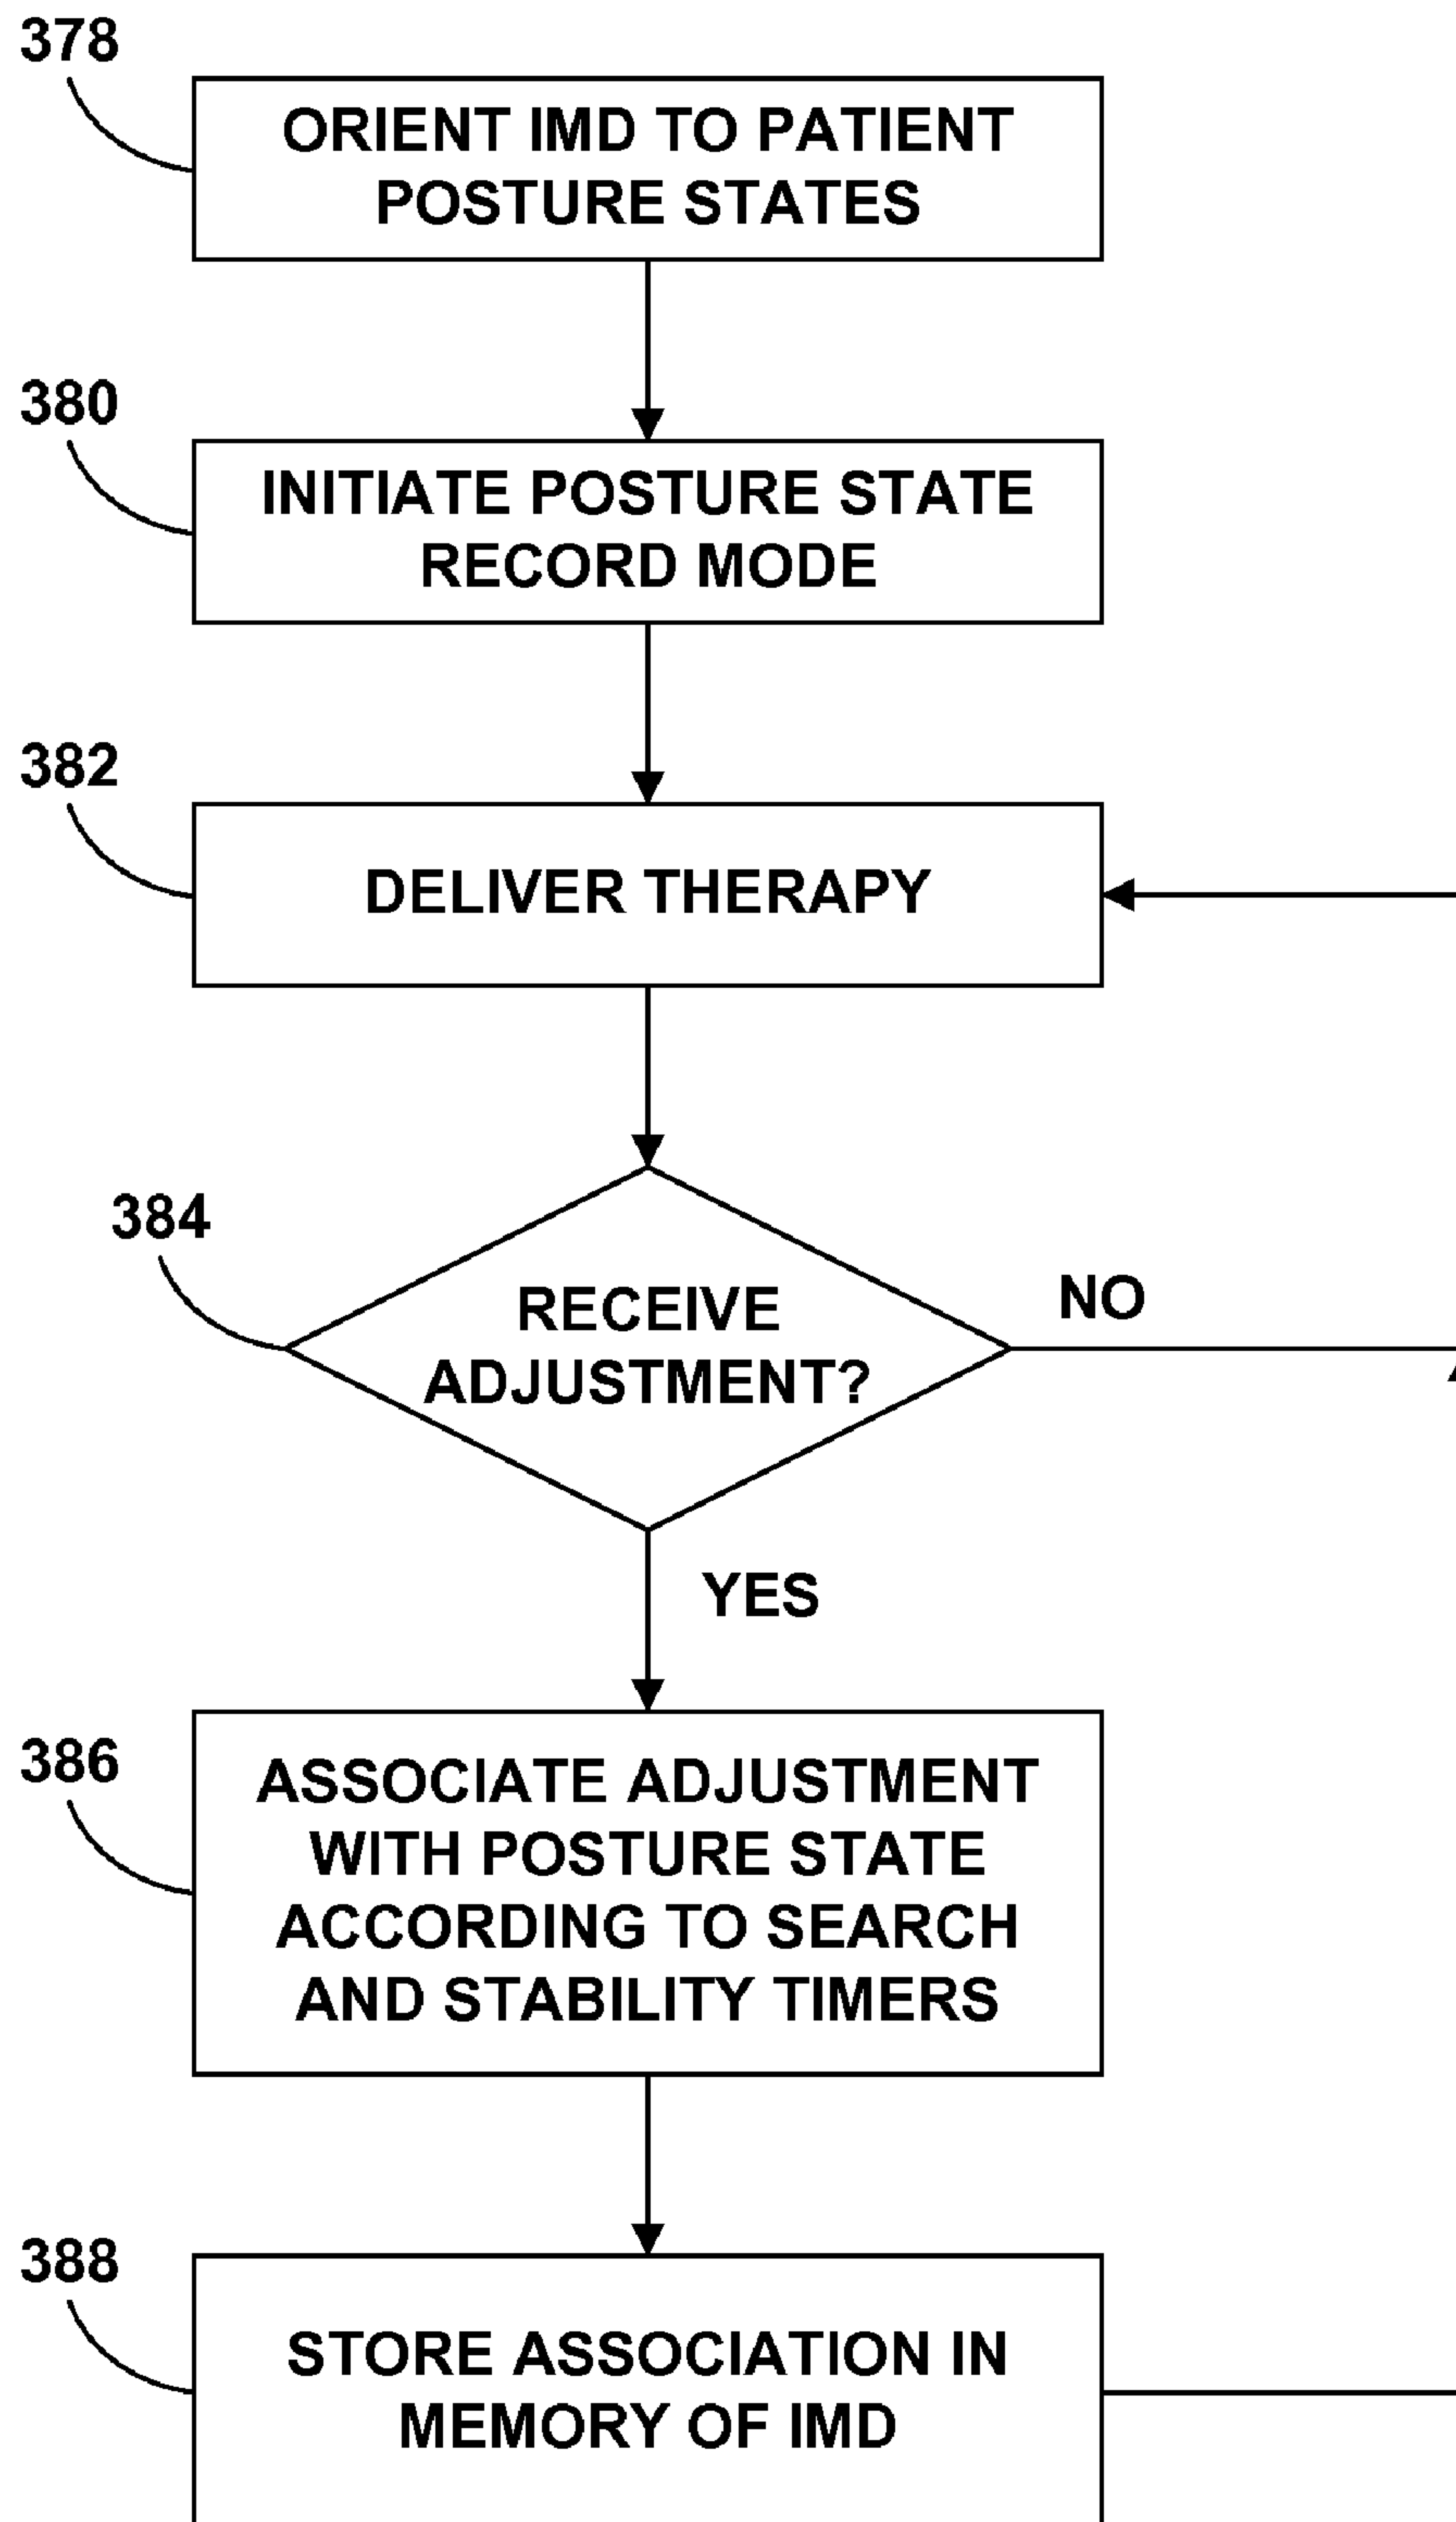 378
ORIENT IMD TO PATIENT
POSTURE STATES
380
INITIATE POSTURE STATE
RECORD MODE
382
DELIVER THERAPY
384
RECEIVE
ADJUSTMENT?
NO
YES
386
ASSOCIATE ADJUSTMENT
WITH POSTURE STATE
ACCORDING TO SEARCH
AND STABILITY TIMERS
388
STORE ASSOCIATION IN
MEMORY OF IMD